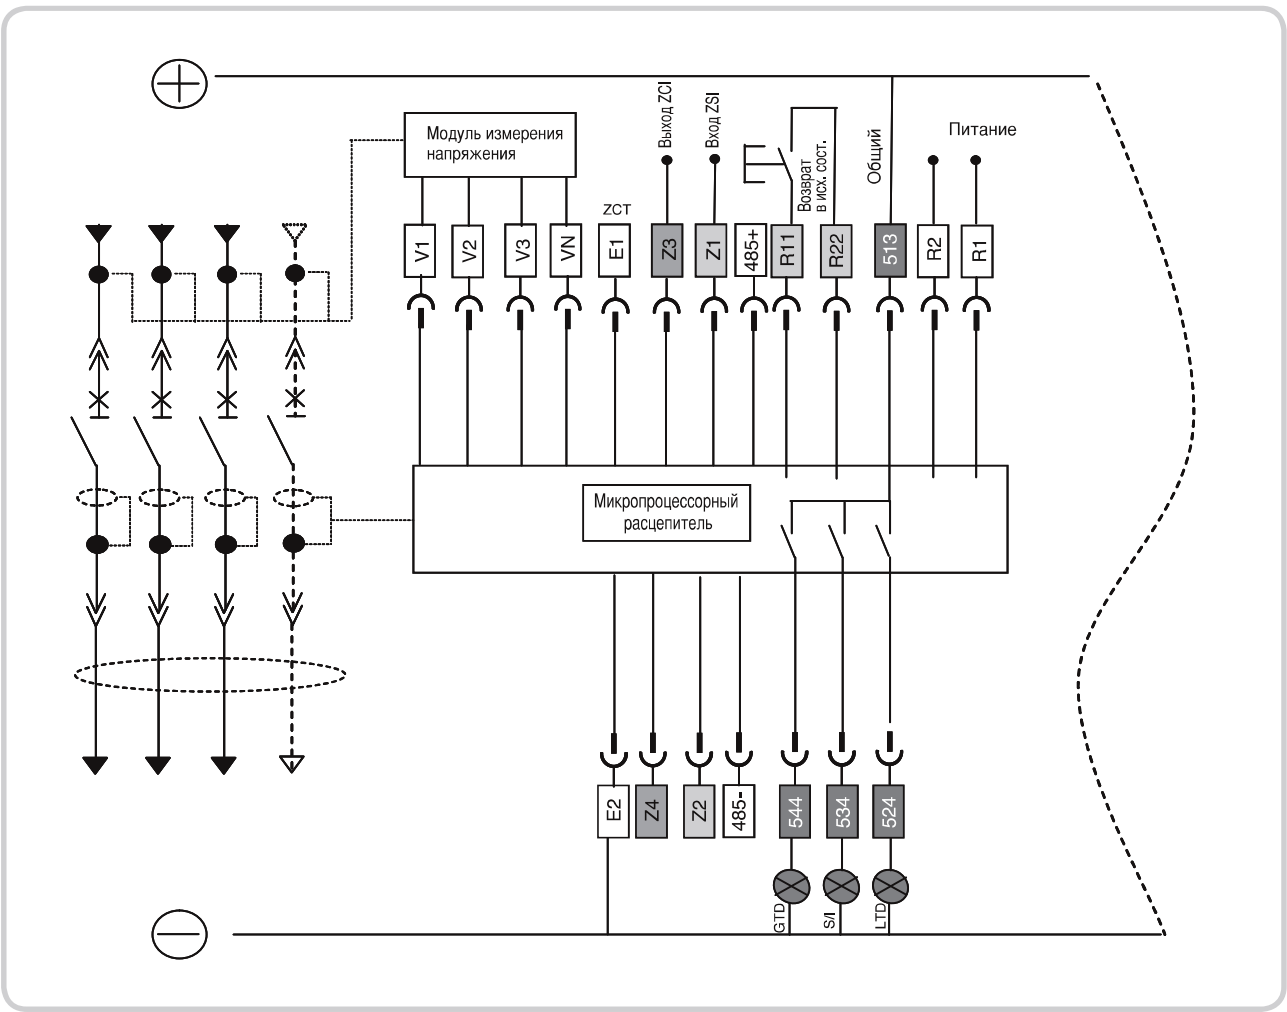 Модуль измерения
напряжения
Выход ZCI
Вход ZSI
Возврат
в исх. сост.
Общий
Питание
ZCT
V1
V2
V3
VN
E1
Z3
Z1
485+
R11
R22
513
R2
R1
Микропроцессорный
расцепитель
E2
Z4
Z2
485-
544
534
524
GTD
S/I
LTD